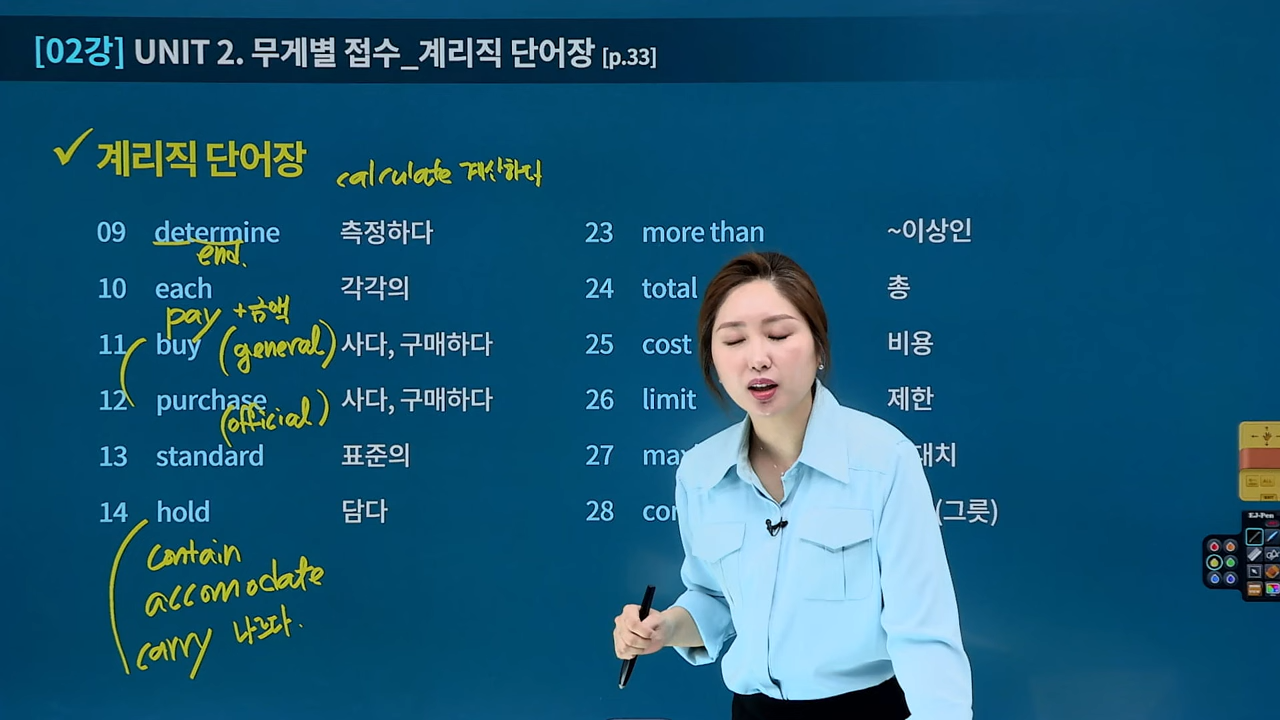 [02강] UNIT 2. 무게별 접수_계리직 단어장 [p.33]
✓ 계리직 단어장
calculate 계산하다
09 determine 측정하다
end.
10 each 각각의
pay +금액
11 buy (general) 사다, 구매하다
12 purchase 사다, 구매하다
(official)
13 standard 표준의
14 hold 담다
contain
accomodate
carry 나르다.
23 more than ~이상인
24 total 총
25 cost 비용
26 limit 제한
27
28 (그릇)
EJ-Pen